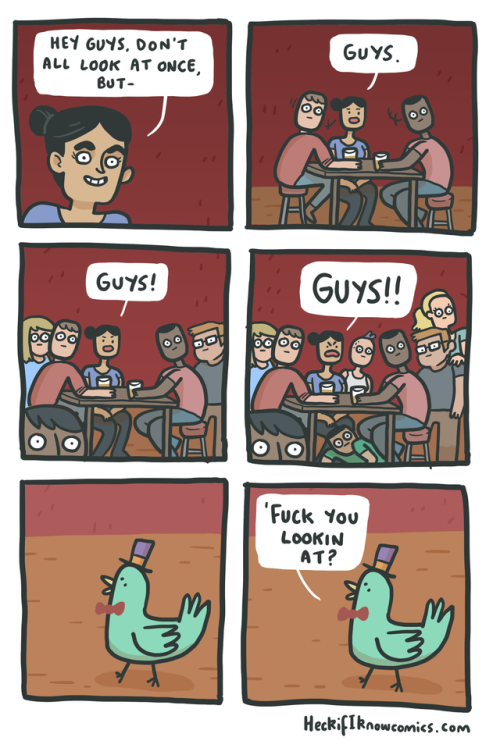 HEY GUYS, DON'T
ALL LOOK AT ONCE,
BUT-
GUYS.
GUYS!
GUYS!!
'FUCK YOU
LOOKIN
AT?
HeckifIknowcomics.com